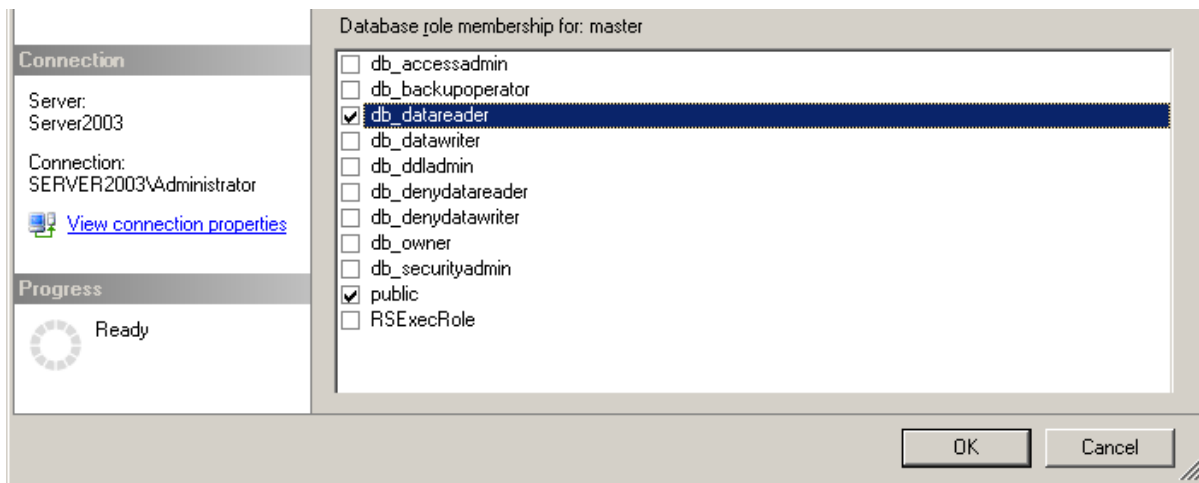 Database role membership for: master
Connection
Server:
Server2003
Connection:
SERVER2003\Administrator
View connection properties
Progress
Ready
db_accessadmin
db_backupoperator
db_datareader
db_datawriter
db_ddladmin
db_denydatareader
db_denydatawriter
db_owner
db_securityadmin
public
RSExecRole
OK
Cancel